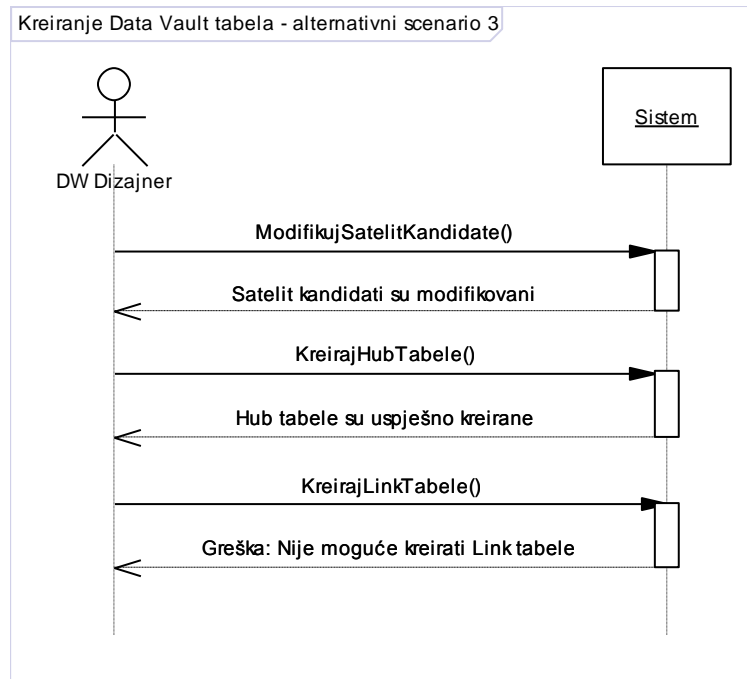 Kreiranje Data Vault tabela - alternativni scenario 3
Sistem
DW Dizajner
ModifikujSatelitKandidate()
Satelit kandidati su modifikovani
KreirajHubTabele()
Hub tabele su uspješno kreirane
KreirajLinkTabele()
Greška: Nije moguće kreirati Link tabele